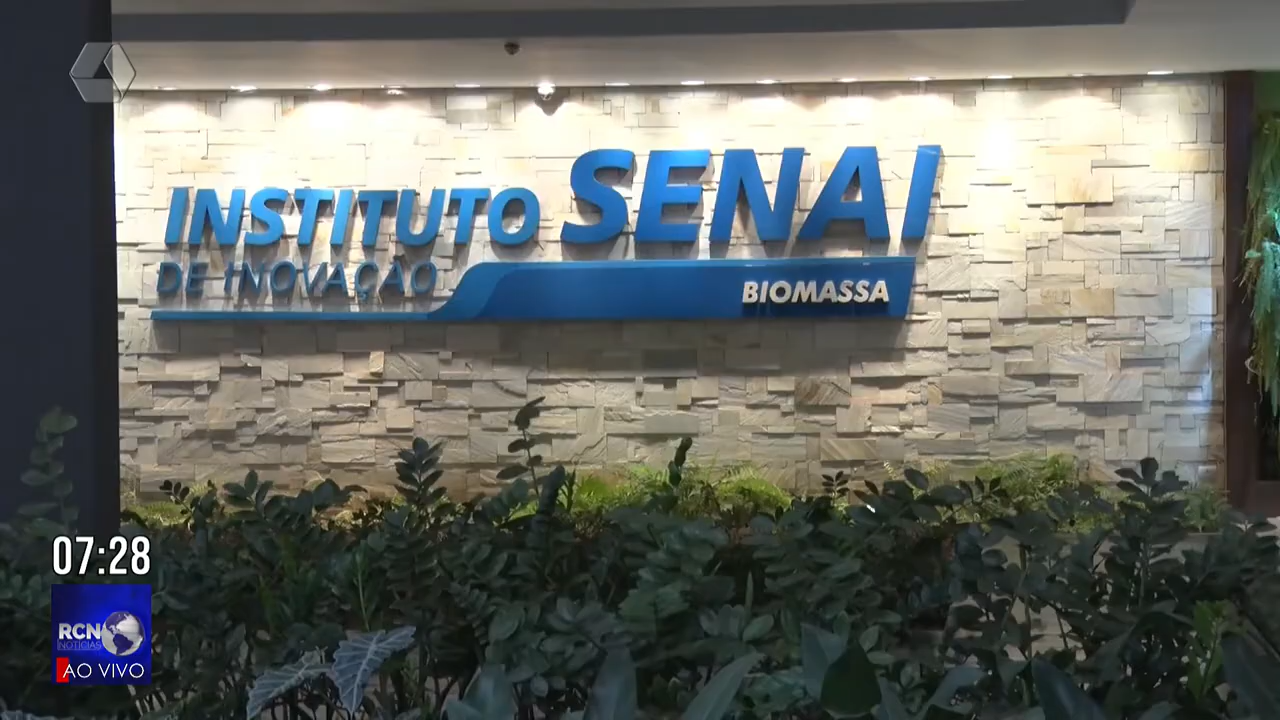 INSTITUTO SENAI
DE INOVAÇÃO
BIOMASSA
07:28
RCN
NOTÍCIAS
AO VIVO